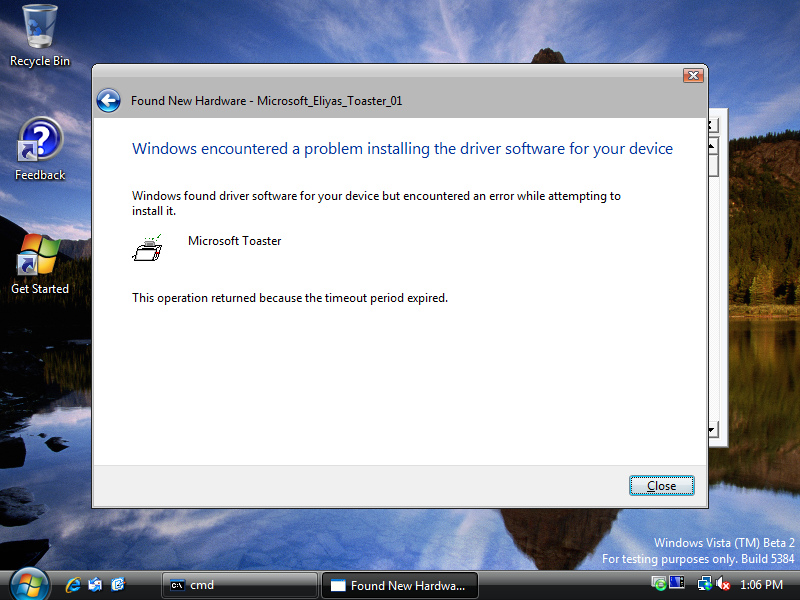 Recycle Bin
Feedback
Get Started
Found New Hardware - Microsoft_Eliyas_Toaster_01
Windows encountered a problem installing the driver software for your device
Windows found driver software for your device but encountered an error while attempting to
install it.
Microsoft Toaster
This operation returned because the timeout period expired.
Close
Windows Vista (TM) Beta 2
For testing purposes only. Build 5384
C:\
cmd
Found New Hardwa...
1:06 PM